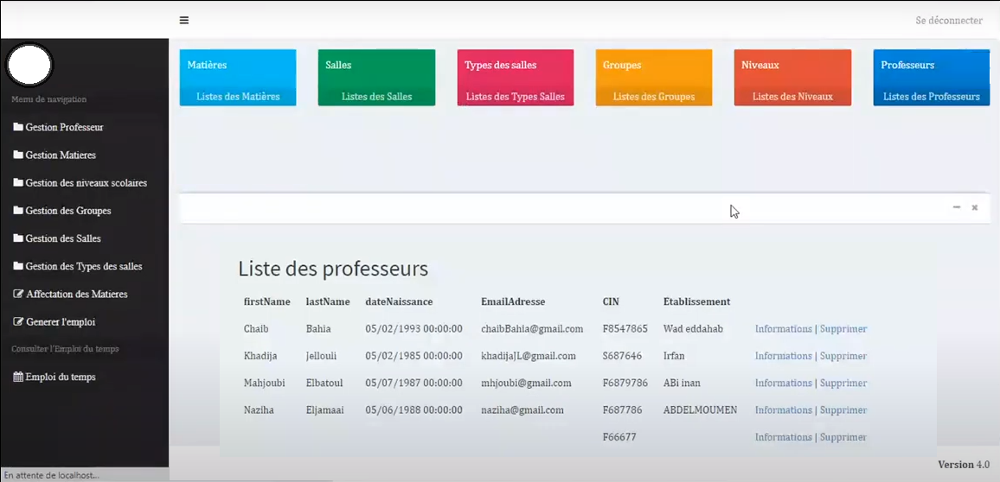 Se déconnecter
Menu de navigation
Gestion Professeur
Gestion Matieres
Gestion des niveaux scolaires
Gestion des Groupes
Gestion des Salles
Gestion des Types des salles
Affectation des Matieres
Generer l'emploi
Consulter l'Emploi du temps
Emploi du temps
En attente de localhost...
Matières
Listes des Matières
Salles
Listes des Salles
Types des salles
Listes des Types Salles
Groupes
Listes des Groupes
Niveaux
Listes des Niveaux
Professeurs
Listes des Professeurs
Liste des professeurs
firstName lastName dateNaissance EmailAdresse CIN Etablissement
Chaib Bahia 05/02/1993 00:00:00 chaibBahia@gmail.com F8547865 Wad eddahab Informations | Supprimer
Khadija Jellouli 05/02/1985 00:00:00 khadijaJL@gmail.com S687646 Irfan Informations | Supprimer
Mahjoubi Elbatoul 05/07/1987 00:00:00 mhjoubi@gmail.com F6879786 ABi inan Informations | Supprimer
Naziha Eljamaai 05/06/1988 00:00:00 naziha@gmail.com F687786 ABDELMOUMEN Informations | Supprimer
F66677 Informations | Supprimer
Version 4.0